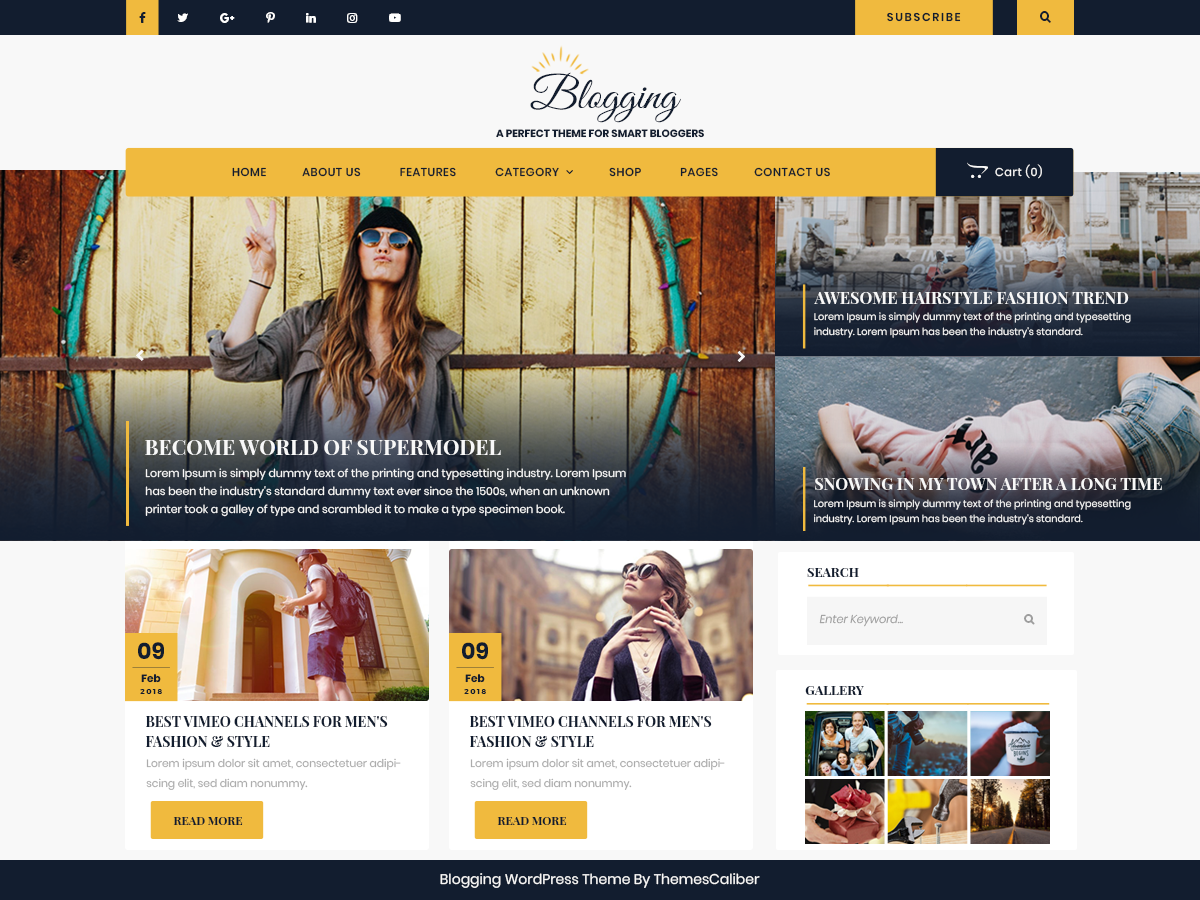 SUBSCRIBE
Blogging
A PERFECT THEME FOR SMART BLOGGERS
HOME ABOUT US FEATURES CATEGORY SHOP PAGES CONTACT US Cart (0)
BECOME WORLD OF SUPERMODEL
Lorem Ipsum is simply dummy text of the printing and typesetting industry. Lorem Ipsum
has been the industry's standard dummy text ever since the 1500s, when an unknown
printer took a galley of type and scrambled it to make a type specimen book.
AWESOME HAIRSTYLE FASHION TREND
Lorem Ipsum is simply dummy text of the printing and typesetting
industry. Lorem Ipsum has been the industry's standard.
SNOWING IN MY TOWN AFTER A LONG TIME
Lorem Ipsum is simply dummy text of the printing and typesetting
industry. Lorem Ipsum has been the industry's standard.
09
Feb
2018
BEST VIMEO CHANNELS FOR MEN'S
FASHION & STYLE
Lorem ipsum dolor sit amet, consectetuer adipi-
scing elit, sed diam nonummy.
READ MORE
09
Feb
2018
BEST VIMEO CHANNELS FOR MEN'S
FASHION & STYLE
Lorem ipsum dolor sit amet, consectetuer adipi-
scing elit, sed diam nonummy.
READ MORE
SEARCH
Enter Keyword...
GALLERY
Blogging WordPress Theme By ThemesCaliber